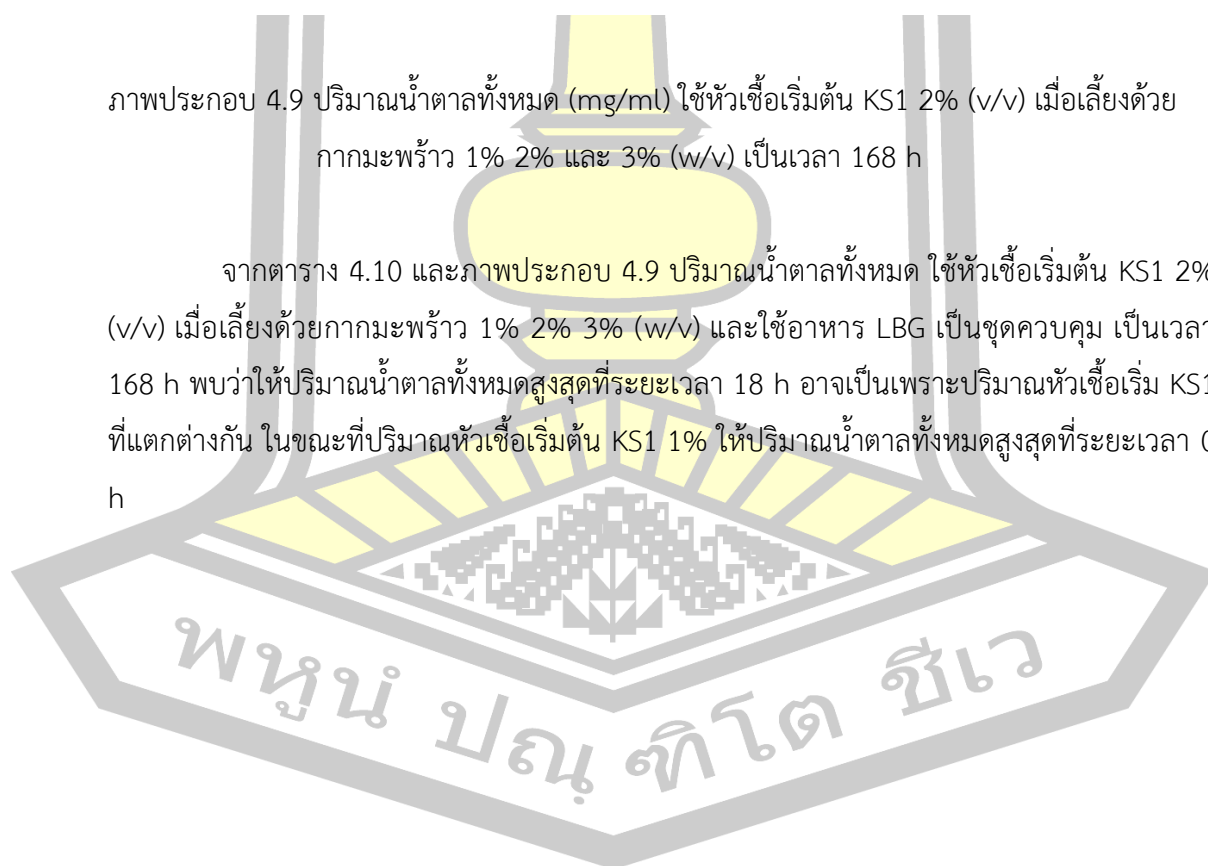 ภาพประกอบ 4.9 ปริมาณน้ำตาลทั้งหมด (mg/ml) ใช้หัวเชื้อเริ่มต้น KS1 2% (v/v) เมื่อเลี้ยงด้วย
กากมะพร้าว 1% 2% และ 3% (w/v) เป็นเวลา 168 h
จากตาราง 4.10 และภาพประกอบ 4.9 ปริมาณน้ำตาลทั้งหมด ใช้หัวเชื้อเริ่มต้น KS1 2%
(v/v) เมื่อเลี้ยงด้วยกากมะพร้าว 1% 2% 3% (w/v) และใช้อาหาร LBG เป็นชุดควบคุม เป็นเวลา
168 h พบว่าให้ปริมาณน้ำตาลทั้งหมดสูงสุดที่ระยะเวลา 18 h อาจเป็นเพราะปริมาณหัวเชื้อเริ่ม KS1
ที่แตกต่างกัน ในขณะที่ปริมาณหัวเชื้อเริ่มต้น KS1 1% ให้ปริมาณน้ำตาลทั้งหมดสูงสุดที่ระยะเวลา 0
h
พหูนํ ปณฺฑิโต ชีเว